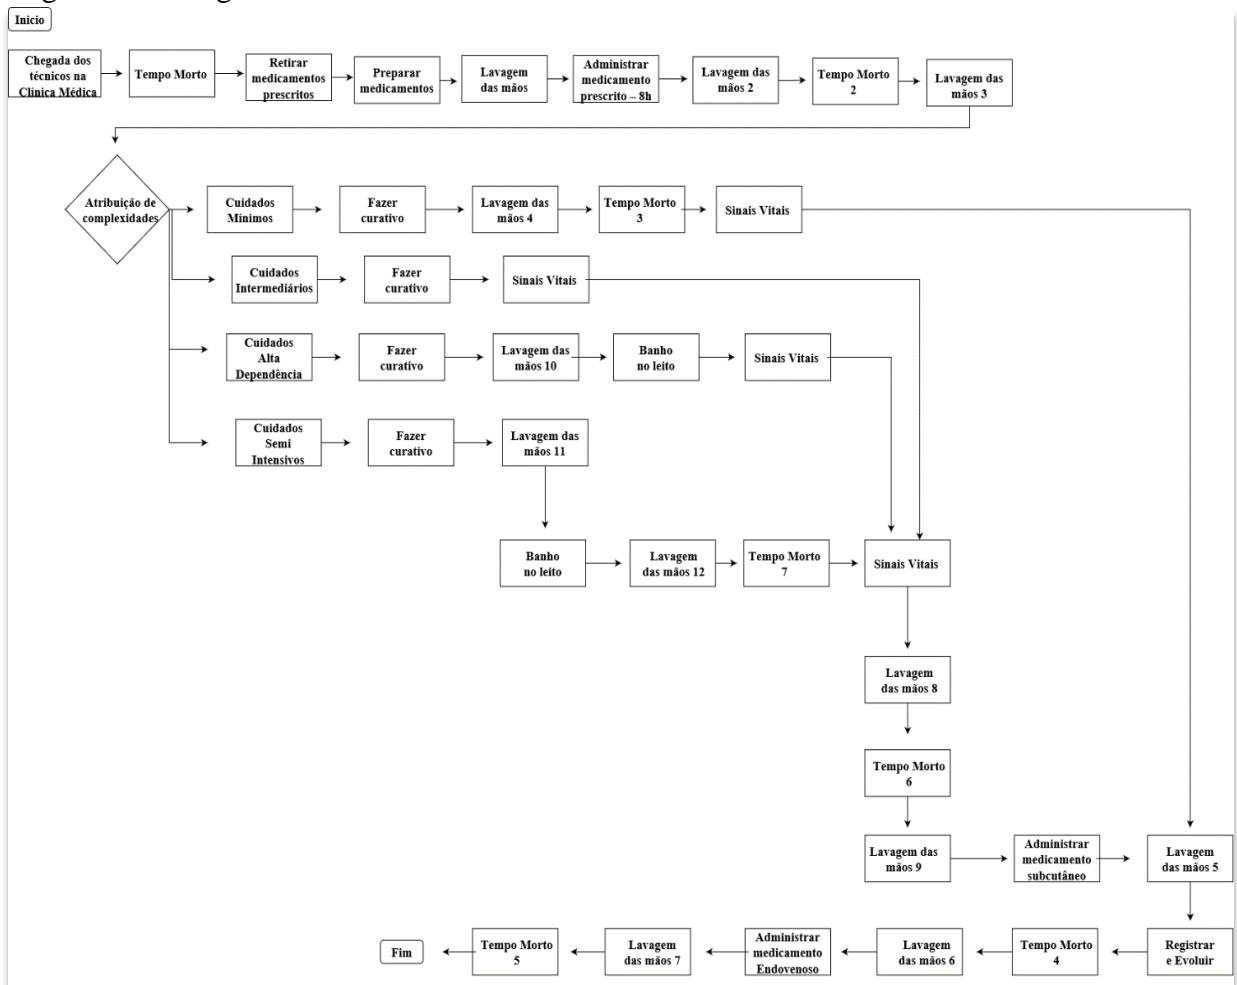 Inicio
Chegada dos
técnicos na
Clínica Médica
Tempo Morto
Retirar
medicamentos
prescritos
Preparar
medicamentos
Lavagem
das mãos
Administrar
medicamento
prescrito – 8h
Lavagem das
mãos 2
Tempo Morto
2
Lavagem das
mãos 3
Atribuição de
complexidades
Cuidados
Mínimos
Fazer
curativo
Lavagem das
mãos 4
Tempo Morto
3
Sinais Vitais
Cuidados
Intermediários
Fazer
curativo
Sinais Vitais
Cuidados
Alta
Dependência
Fazer
curativo
Lavagem das
mãos 10
Banho
no leito
Sinais Vitais
Cuidados
Semi
Intensivos
Fazer
curativo
Lavagem das
mãos 11
Banho
no leito
Lavagem
das mãos 12
Tempo Morto
7
Sinais Vitais
Lavagem
das mãos 8
Tempo Morto
6
Lavagem das
mãos 9
Administrar
medicamento
subcutâneo
Lavagem
das mãos 5
Registrar
e Evoluir
Tempo Morto
4
Lavagem
das mãos 6
Administrar
medicamento
Endovenoso
Lavagem
das mãos 7
Tempo Morto
5
Fim